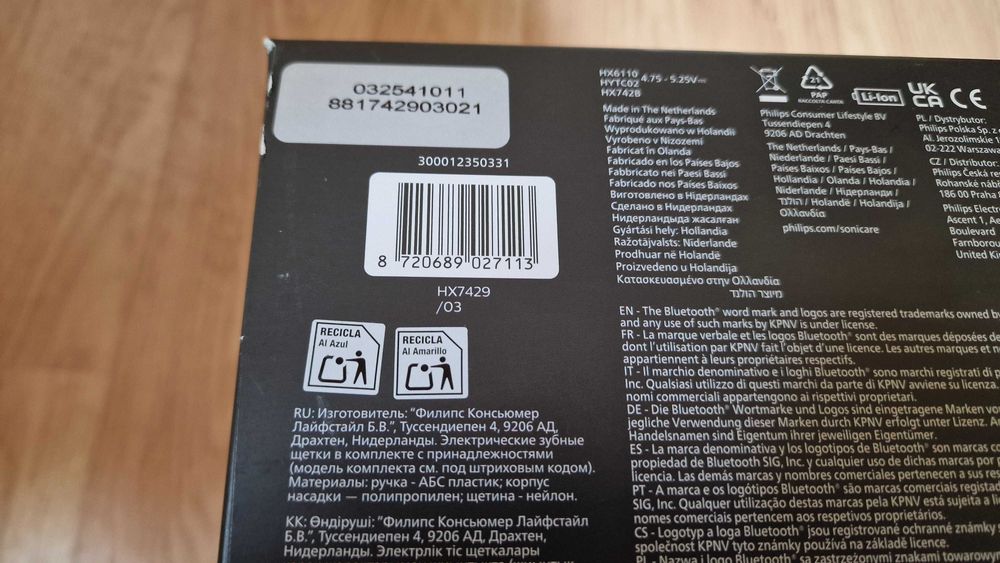 032541011
881742903021
300012350331
8 720689 027113
HX7429
/03
RECICLA
Al Azul
RECICLA
Al Amarillo
RU: Изготовитель: "Филипс Консьюмер
Лайфстайл Б.В.", Туссендиепен 4, 9206 АД,
Драхтен, Нидерланды. Электрические зубные
щетки в комплекте с принадлежностями
(модель комплекта см. под штриховым кодом).
Материалы: ручка - АБС пластик; корпус
насадки — полипропилен; щетина - нейлон.
KK: Өндіруші: "Филипс Консьюмер Лайфстайл
Б.В.", Туссендиепен 4, 9206 АД, Драхтен,
Нидерланды. Электрлік тіс щеткалары
HX6110
HYTC02
HX742B
4.75 - 5.25V
Made in The Netherlands
Fabriqué aux Pays-Bas
Wyprodukowano w Holandii
Vyrobeno v Nizozemí
Fabricat în Olanda
Fabricado en los Países Bajos
Fabbricato nei Paesi Bassi
Fabricado nos Países Baixos
Виготовлено в Нідерландах
Сделано в Нидерландах
Нидерландыда жасалған
Gyártási hely: Hollandia
Ražotājvalsts: Nīderlande
Prodhuar në Holandë
Proizvedeno u Holandija
Κατασκευασμένο στην Ολλανδία
מיוצר הולנד
21
PAP
RACCOLTA CARTA
Li-Ion
UK
CA
CE
Philips Consumer Lifestyle BV
Tussendiepen 4
9206 AD Drachten
The Netherlands / Pays-Bas /
Niederlande / Paesi Bassi /
Países Bajos / Países Baixos /
Hollandia / Olanda / Holandia /
Niderlande / Нідерланди /
הולנד / Holandë / Holandija /
Ολλανδία
philips.com/sonicare
PL / Dystrybutor:
Philips Polska Sp. z
Al. Jerozolimskie 1
02-222 Warszawa
CZ / Distributor:
Philips Česká
Rohanské náb
186 00 Praha
Philips Electr
Ascent 1, Ae
Boulevard
Farnborou
United Ki
EN - The Bluetooth® word mark and logos are registered trademarks owned b
and any use of such marks by KPNV is under license.
FR - La marque verbale et les logos Bluetooth® sont des marques déposées de
dont l'utilisation par KPNV fait l'objet d'une licence. Les autres marques et n
appartiennent à leurs propriétaires respectifs.
IT - Il marchio denominativo e i loghi Bluetooth® sono marchi registrati di p
Inc. Qualsiasi utilizzo di questi marchi da parte di KPNV avviene su licenza.
nomi commerciali appartengono ai rispettivi proprietari.
DE - Die Bluetooth® Wortmarke und Logos sind eingetragene Marken vo
jegliche Verwendung dieser Marken durch KPNV erfolgt unter Lizenz. A
Handelsnamen sind Eigentum ihrer jeweiligen Eigentümer.
ES - La marca denominativa y los logotipos de Bluetooth® son marcas co
propiedad de Bluetooth SIG, Inc. y cualquier uso de dichas marcas por
licencia. Las demás marcas y nombres comerciales pertenecen a sus res
PT - A marca e os logótipos Bluetooth® são marcas comerciais registad
SIG, Inc. Qualquer utilização destas marcas pela KPNV está sujeita a li
nomes comerciais pertencem aos respetivos proprietários.
CS - Logotyp a logo Bluetooth® jsou registrované ochranné známky s
společnost KPNV tyto známky používá na základě licence.
PL - Nazwa i logo Bluetooth® są zastrzeżonymi znakami towarowym